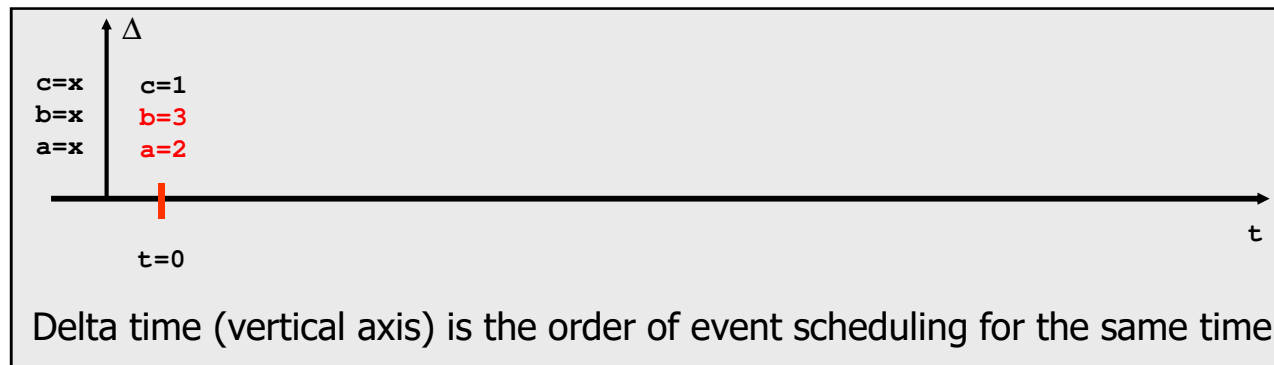 Δ
c=x c=1
b=x b=3
a=x a=2
t
t=0
Delta time (vertical axis) is the order of event scheduling for the same time